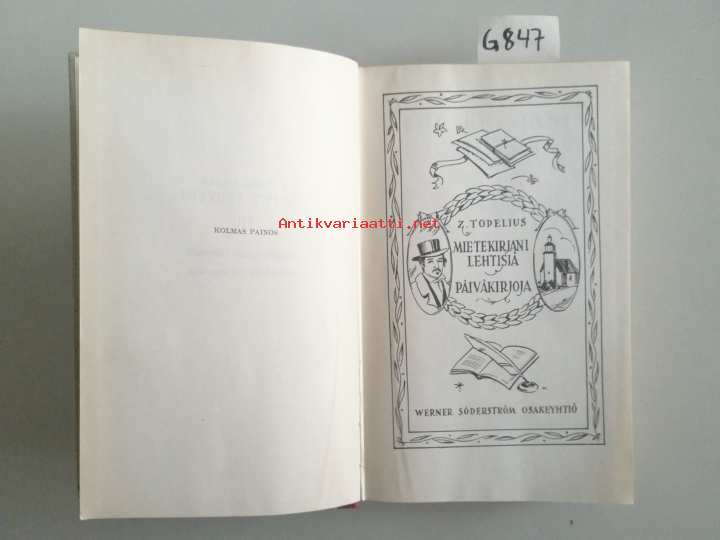 G847
KOLMAS PAINOS
Antikvariaatti.net
Z. TOPELIUS
MIETEKIRJANI
LEHTISIÄ
PÄIVÄKIRJOJA
WERNER SÖDERSTRÖM OSAKEYHTIÖ